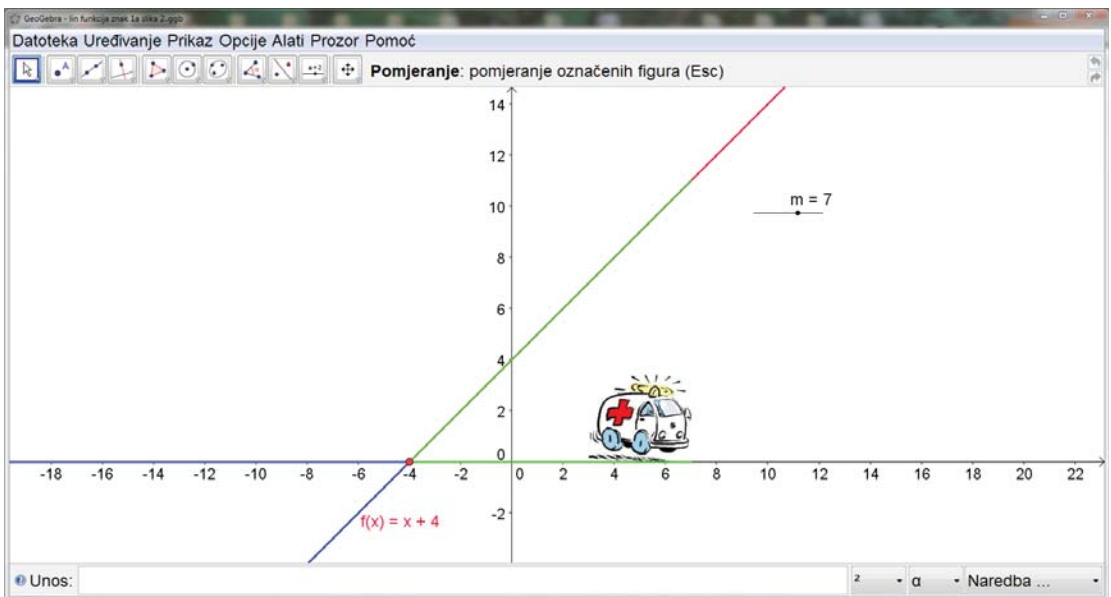 GeoGebra - lin funkcija znak 1a slika 2.ggb
Datoteka Uređivanje Prikaz Opcije Alati Prozor Pomoć
Pomjeranje: pomjeranje označenih figura (Esc)
14
12
m = 7
10
8
6
4
2
0
-18 -16 -14 -12 -10 -8 -6 -4 -2 0 2 4 6 8 10 12 14 16 18 20 22
-2
f(x) = x + 4
Unos: ² α Naredba ...